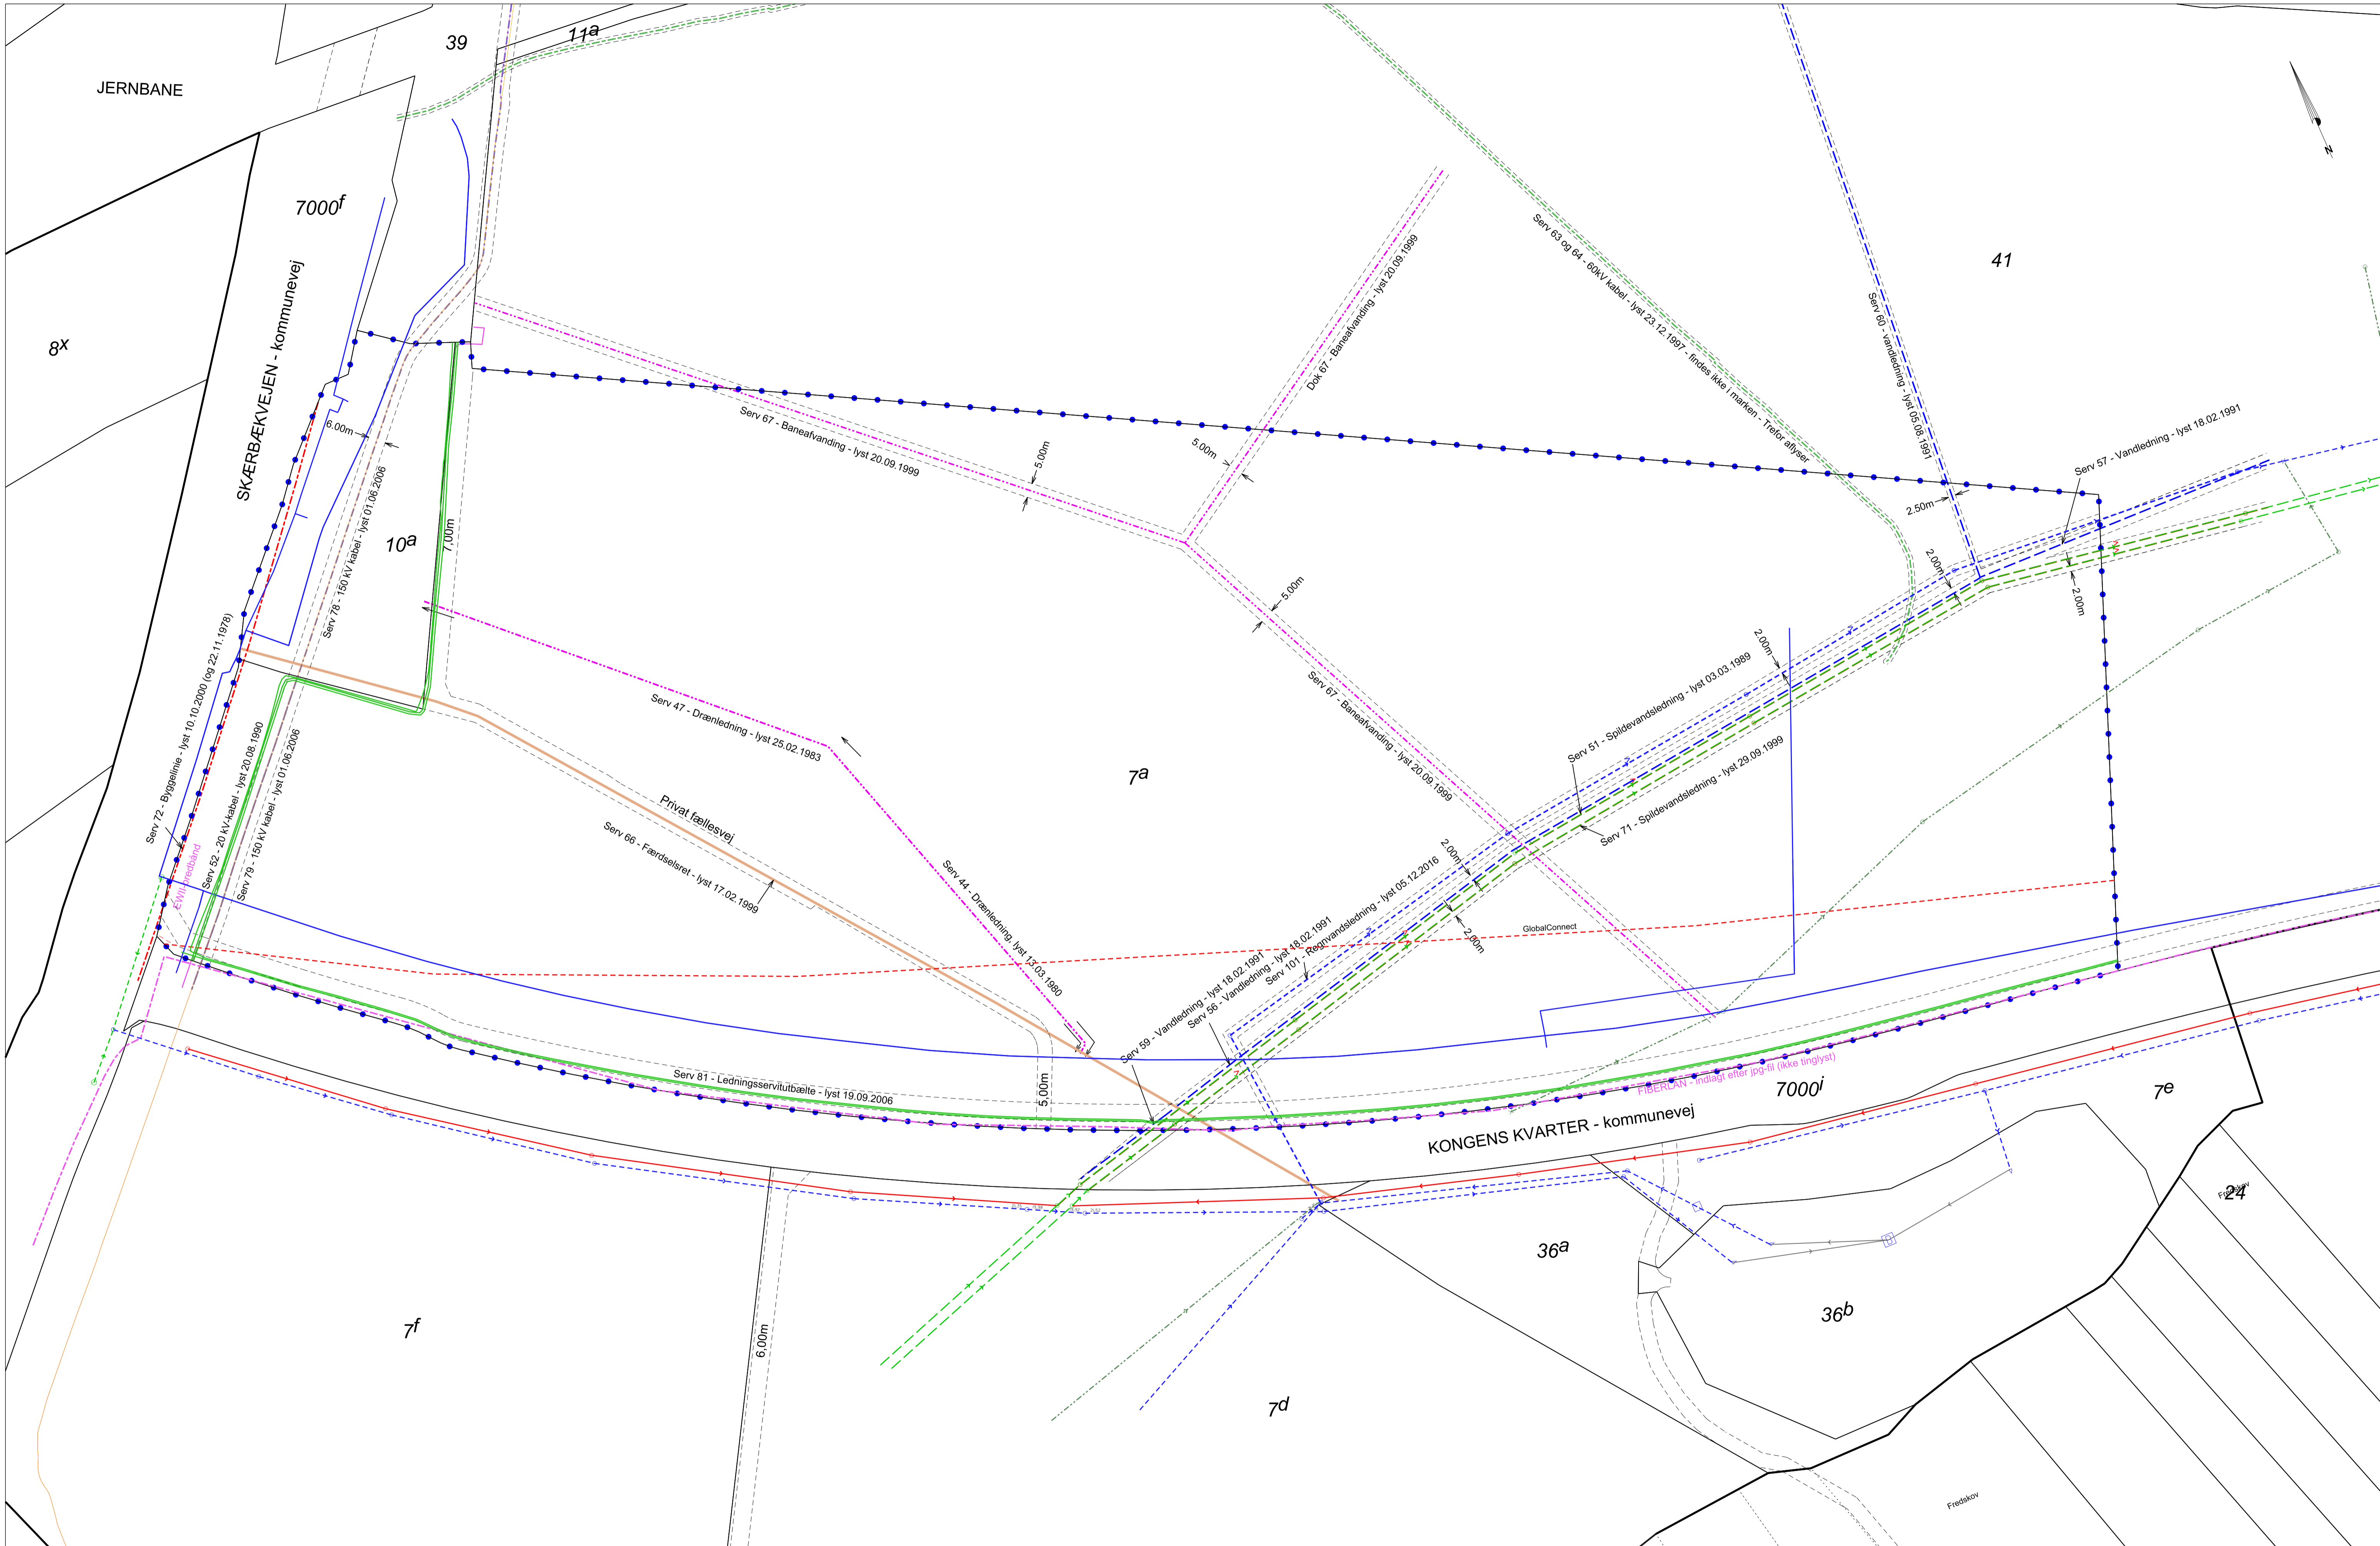 39
11a
JERNBANE
N
7000f
41
8x
SKÆRBÆKVEJEN - kommunevej
Serv 63 og 64 - 60kV kabel - lyst 23.12.1997 - findes ikke i marken - Trefor aflyser
Dok 67 - Baneafvanding - lyst 20.09.1999
Serv 60 - vandledning - lyst 05.08.1991
Serv 57 - Vandledning - lyst 18.02.1991
6.00m
Serv 67 - Baneafvanding - lyst 20.09.1999
5.00m
5.00m
2.50m
10a
7,00m
Serv 78 - 150 kV kabel - lyst 01.06.2006
2.00m
2.00m
5.00m
Serv 72 - Byggelinie - lyst 10.10.2000 (og 22.11.1978)
Serv 47 - Drænledning - lyst 25.02.1983
Serv 67 - Baneafvanding - lyst 20.09.1999
2.00m
Serv 51 - Spildevandsledning - lyst 03.03.1989
Serv 52 - 20 kV-kabel - lyst 20.08.1990
Serv 79 - 150 kV kabel - lyst 01.06.2006
7a
Privat fællesvej
Serv 66 - Færdselsret - lyst 17.02.1999
Serv 71 - Spildevandsledning - lyst 29.09.1999
EWII-bredbånd
Serv 44 - Drænledning, lyst 13.03.1980
2.00m
2.00m
GlobalConnect
Serv 59 - Vandledning - lyst 18.02.1991
Serv 56 - Vandledning - lyst 18.02.1991
Serv 101 - Regnvandsledning - lyst 05.12.2016
Serv 81 - Ledningsservitutbælte - lyst 19.09.2006
5,00m
FIBERLAN - indlagt efter jpg-fil (ikke tinglyst)
7000i
7e
KONGENS KVARTER - kommunevej
24
Fredskov
36a
36b
7f
6,00m
7d
Fredskov